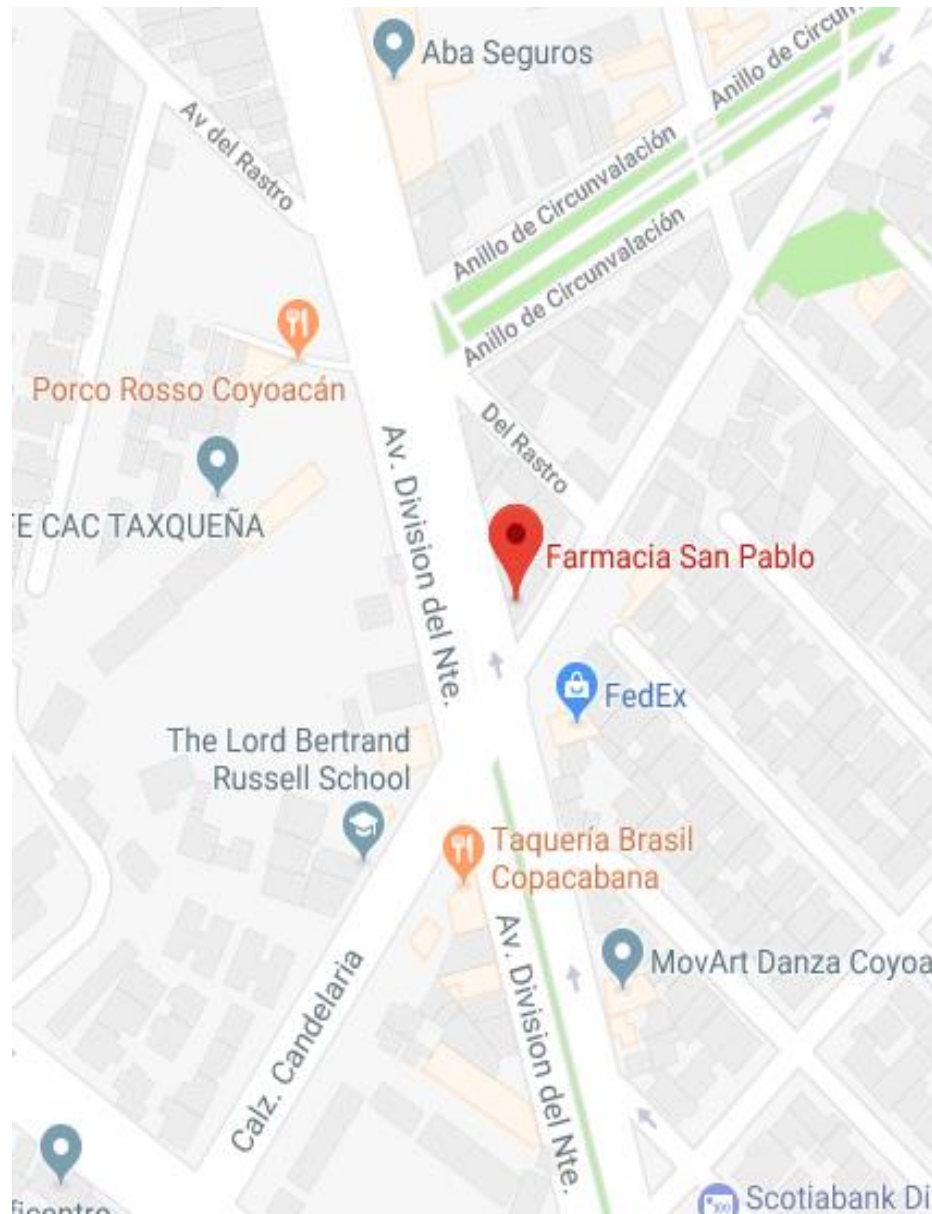 Aba Seguros
Anillo de Circun
Av del Rastro
Anillo de Circunvalación
Anillo de Circunvalación
Porco Rosso Coyoacán
Del Rastro
Av. Division del Nte.
E CAC TAXQUEÑA
Farmacia San Pablo
FedEx
The Lord Bertrand
Russell School
Taquería Brasil
Copacabana
MovArt Danza Coyoa
Av. Division del Nte.
Calz. Candelaria
Scotiabank Di